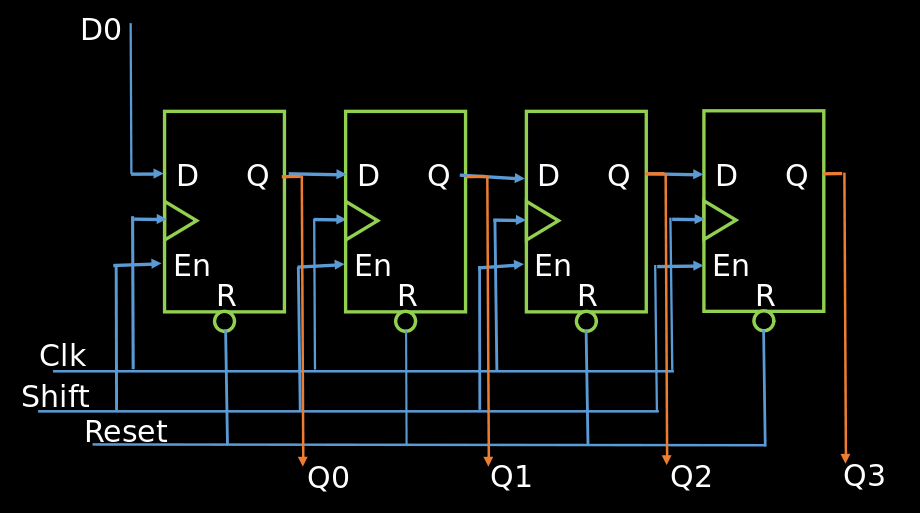 D0
D Q D Q D Q D Q
En En En En
R R R R
Clk
Shift
Reset
Q0 Q1 Q2 Q3